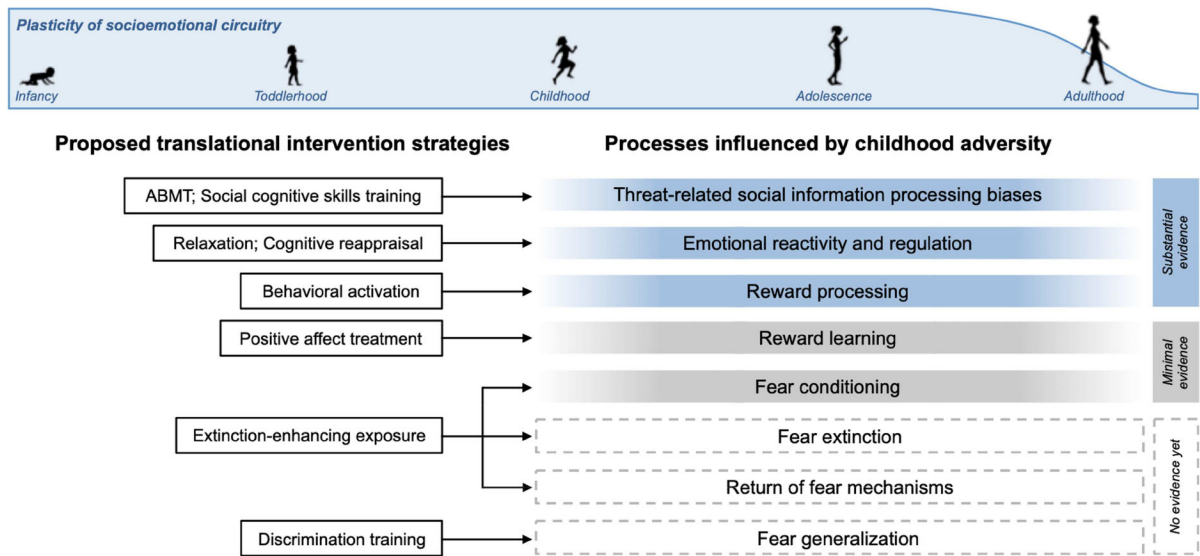 Plasticity of socioemotional circuitry
Infancy
Toddlerhood
Childhood
Adolescence
Adulthood
Proposed translational intervention strategies
Processes influenced by childhood adversity
ABMT; Social cognitive skills training
Threat-related social information processing biases
Relaxation; Cognitive reappraisal
Emotional reactivity and regulation
Behavioral activation
Reward processing
Substantial
evidence
Positive affect treatment
Reward learning
Fear conditioning
Minimal
evidence
Extinction-enhancing exposure
Fear extinction
Return of fear mechanisms
Discrimination training
Fear generalization
No evidence yet